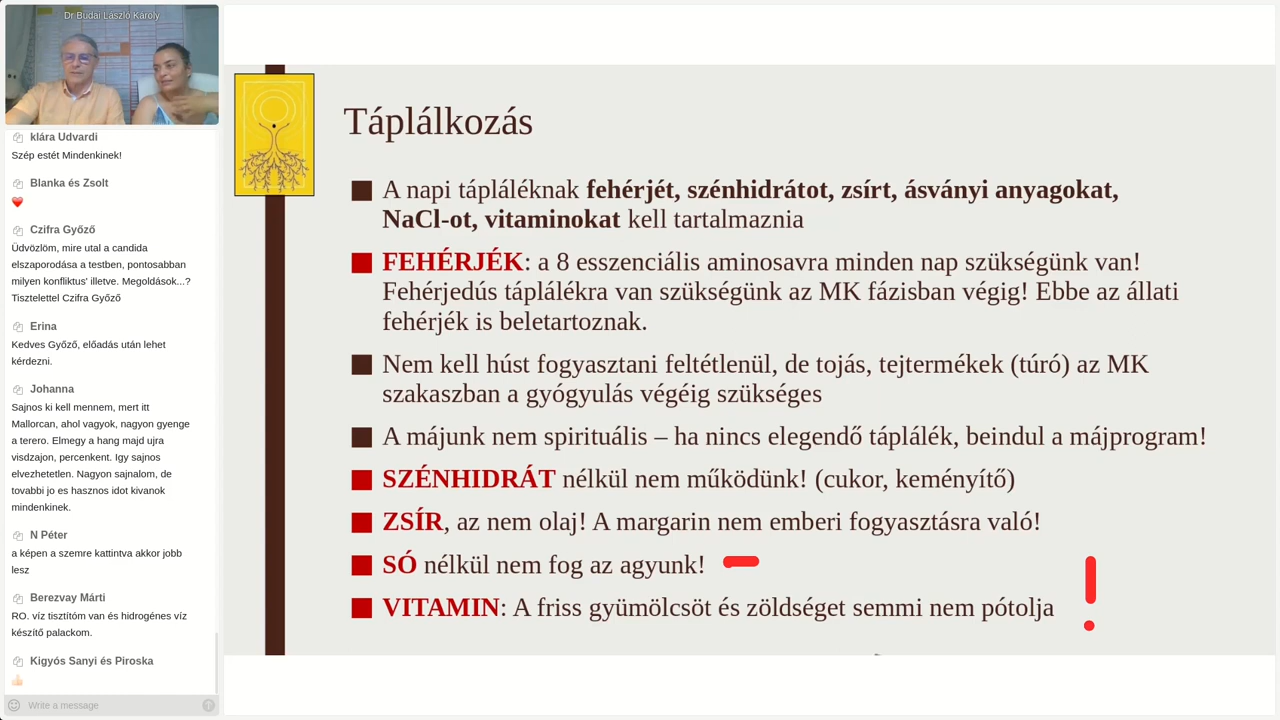 Dr Budai László Károly
klára Udvardi
Szép estét Mindenkinek!
Blanka és Zsolt
Czifra Győző
Üdvözlöm, mire utal a candida
elszaporodása a testben, pontosabban
milyen konfliktus' illetve. Megoldások...?
Tisztelettel Czifra Győző
Erina
Kedves Győző, előadás után lehet
kérdezni.
Johanna
Sajnos ki kell mennem, mert itt
Mallorcan, ahol vagyok, nagyon gyenge
a terero. Elmegy a hang majd ujra
visdzajon, percenkent. Igy sajnos
elvezhetetlen. Nagyon sajnalom, de
tovabbi jo es hasznos idot kivanok
mindenkinek.
N Péter
a képen a szemre kattintva akkor jobb
lesz
Berezvay Márti
RO. víz tisztítóm van és hidrogénes víz
készítő palackom.
Kigyós Sanyi és Piroska
Write a message
Táplálkozás
A napi tápláléknak fehérjét, szénhidrátot, zsírt, ásványi anyagokat,
NaCl-ot, vitaminokat kell tartalmaznia
FEHÉRJÉK: a 8 esszenciális aminosavra minden nap szükségünk van!
Fehérjedús táplálékra van szükségünk az MK fázisban végig! Ebbe az állati
fehérjék is beletartoznak.
Nem kell húst fogyasztani feltétlenül, de tojás, tejtermékek (túró) az MK
szakaszban a gyógyulás végéig szükséges
A májunk nem spirituális – ha nincs elegendő táplálék, beindul a májprogram!
SZÉNHIDRÁT nélkül nem működünk! (cukor, keményítő)
ZSÍR, az nem olaj! A margarin nem emberi fogyasztásra való!
SÓ nélkül nem fog az agyunk!
VITAMIN: A friss gyümölcsöt és zöldséget semmi nem pótolja !